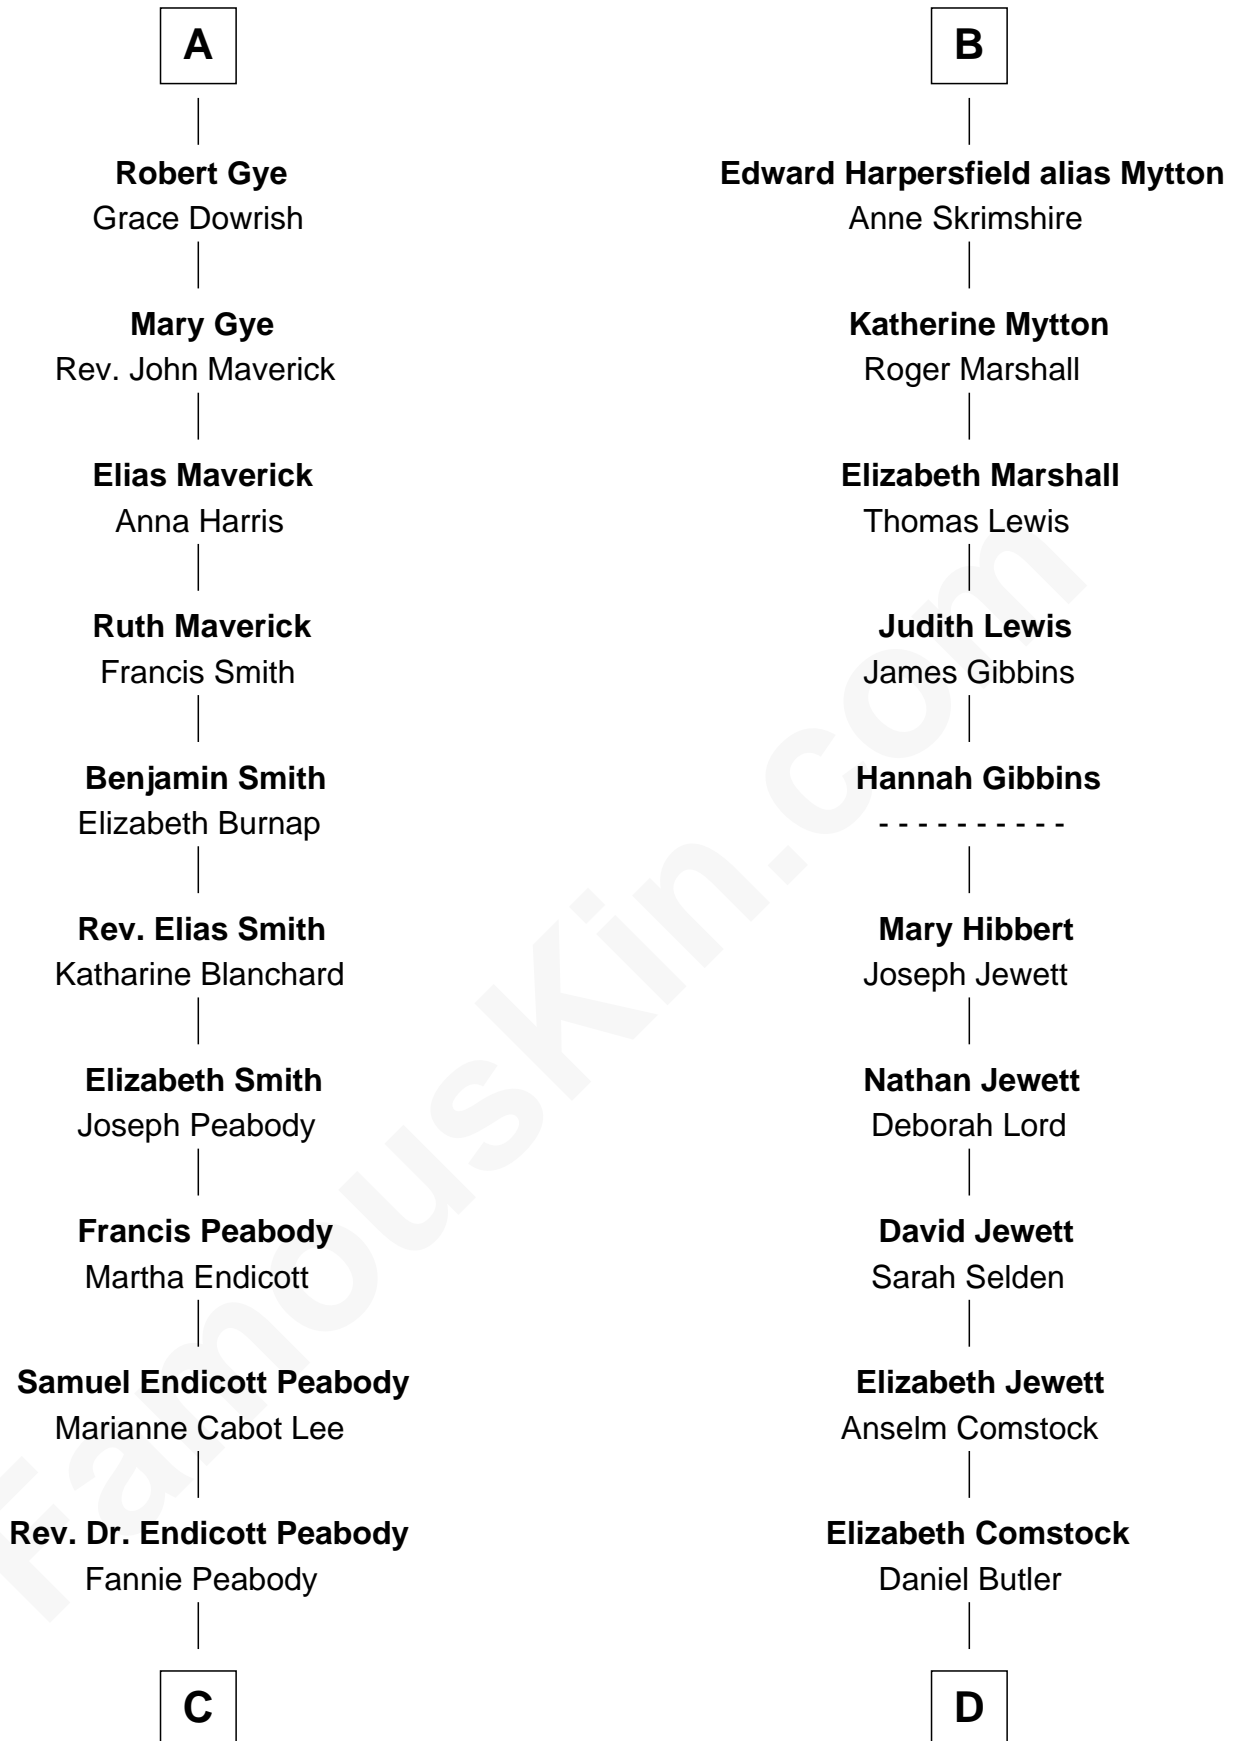 A
Robert Gye
Grace Dowrish
Mary Gye
Rev. John Maverick
Elias Maverick
Anna Harris
Ruth Maverick
Francis Smith
Benjamin Smith
Elizabeth Burnap
Rev. Elias Smith
Katharine Blanchard
Elizabeth Smith
Joseph Peabody
Francis Peabody
Martha Endicott
Samuel Endicott Peabody
Marianne Cabot Lee
Rev. Dr. Endicott Peabody
Fannie Peabody
C
B
Edward Harpersfield alias Mytton
Anne Skrimshire
Katherine Mytton
Roger Marshall
Elizabeth Marshall
Thomas Lewis
Judith Lewis
James Gibbins
Hannah Gibbins
- - - - - - - - - -
Mary Hibbert
Joseph Jewett
Nathan Jewett
Deborah Lord
David Jewett
Sarah Selden
Elizabeth Jewett
Anselm Comstock
Elizabeth Comstock
Daniel Butler
D
FamousKin.com